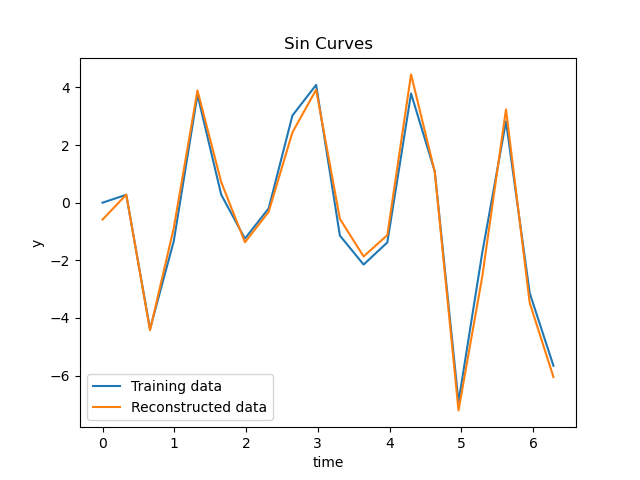 Sin Curves
4
2
0
−2
−4
−6
y
Training data
Reconstructed data
0 1 2 3 4 5 6
time